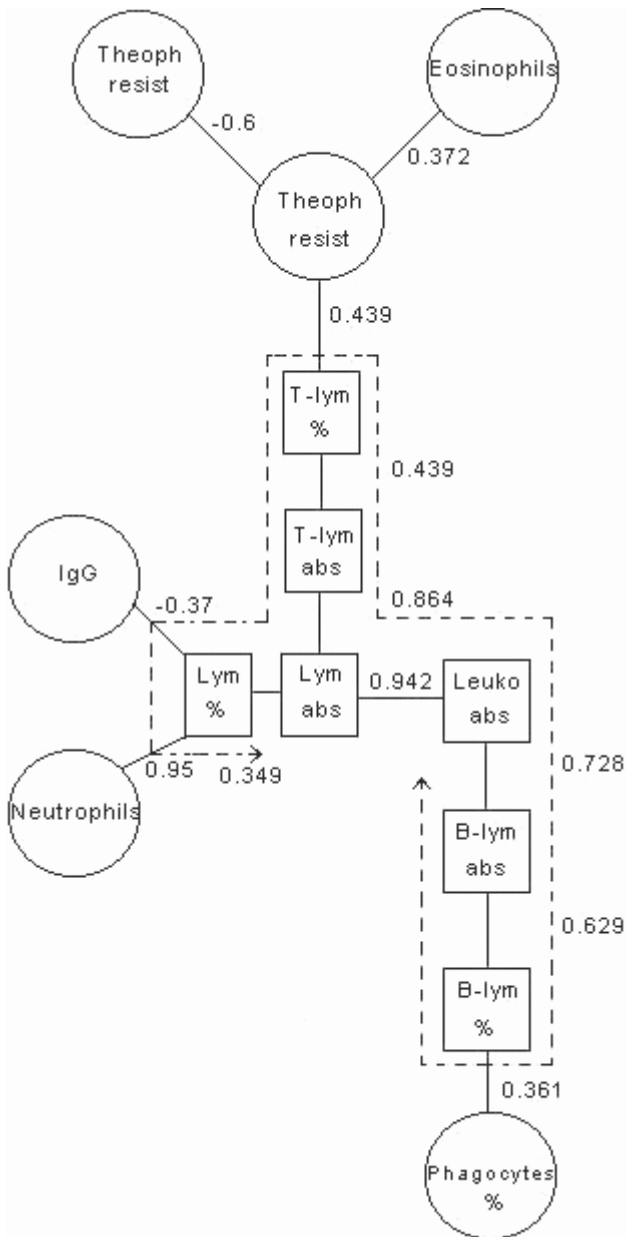 Theoph
resist
Eosinophils
-0.6
0.372
Theoph
resist
0.439
T-lym
%
0.439
T-lym
abs
IgG
-0.37
0.864
Lym
%
Lym
abs
0.942
Leuko
abs
0.95
0.349
0.728
Neutrophils
B-lym
abs
0.629
B-lym
%
0.361
Phagocytes
%